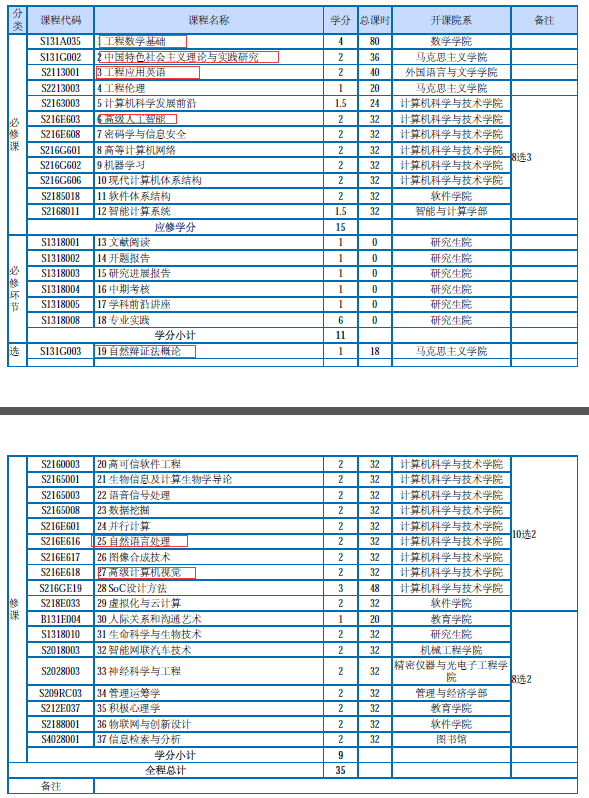 分类 课程代码 课程名称 学分 总课时 开课院系 备注
必修课
S131A035 1 工程数学基础 4 80 数学学院
S131G002 2 中国特色社会主义理论与实践研究 2 36 马克思主义学院
S2113001 3 工程应用英语 2 40 外国语言与文学学院
S2213003 4 工程伦理 1 20 马克思主义学院
S2163003 5 计算机科学发展前沿 1.5 24 计算机科学与技术学院
S216E603 6 高级人工智能 2 32 计算机科学与技术学院
S216E608 7 密码学与信息安全 2 32 计算机科学与技术学院
S216G601 8 高等计算机网络 2 32 计算机科学与技术学院 8选3
S216G602 9 机器学习 2 32 计算机科学与技术学院
S216G606 10 现代计算机体系结构 2 32 计算机科学与技术学院
S2185018 11 软件体系结构 2 32 软件学院
S2168011 12 智能计算系统 1.5 32 智能与计算学部
应修学分 15
必修环节
S1318001 13 文献阅读 1 0 研究生院
S1318002 14 开题报告 1 0 研究生院
S1318003 15 研究进展报告 1 0 研究生院
S1318004 16 中期考核 1 0 研究生院
S1318005 17 学科前沿讲座 1 0 研究生院
S1318008 18 专业实践 6 0 研究生院
学分小计 11
选 S131G003 19 自然辩证法概论 1 18 马克思主义学院
修课
S2160003 20 高可信软件工程 2 32 计算机科学与技术学院
S2165001 21 生物信息及计算生物学导论 2 32 计算机科学与技术学院
S2165003 22 语音信号处理 2 32 计算机科学与技术学院
S2165008 23 数据挖掘 2 32 计算机科学与技术学院
S216E601 24 并行计算 2 32 计算机科学与技术学院 10选2
S216E616 25 自然语言处理 2 32 计算机科学与技术学院
S216E617 26 图像合成技术 2 32 计算机科学与技术学院
S216E618 27 高级计算机视觉 2 32 计算机科学与技术学院
S216GE19 28 SoC设计方法 3 48 计算机科学与技术学院
S218E033 29 虚拟化与云计算 2 32 软件学院
B131E004 30 人际关系和沟通艺术 1 20 教育学院
S1318010 31 生命科学与生物技术 2 32 研究生院
S2018003 32 智能网联汽车技术 2 32 机械工程学院
S2028003 33 神经科学与工程 2 32 精密仪器与光电子工程学院 8选2
S209RC03 34 管理运筹学 2 32 管理与经济学部
S212E037 35 积极心理学 2 32 教育学院
S2188001 36 物联网与创新设计 2 32 软件学院
S4028001 37 信息检索与分析 2 32 图书馆
学分小计 9
全程总计 35
备注